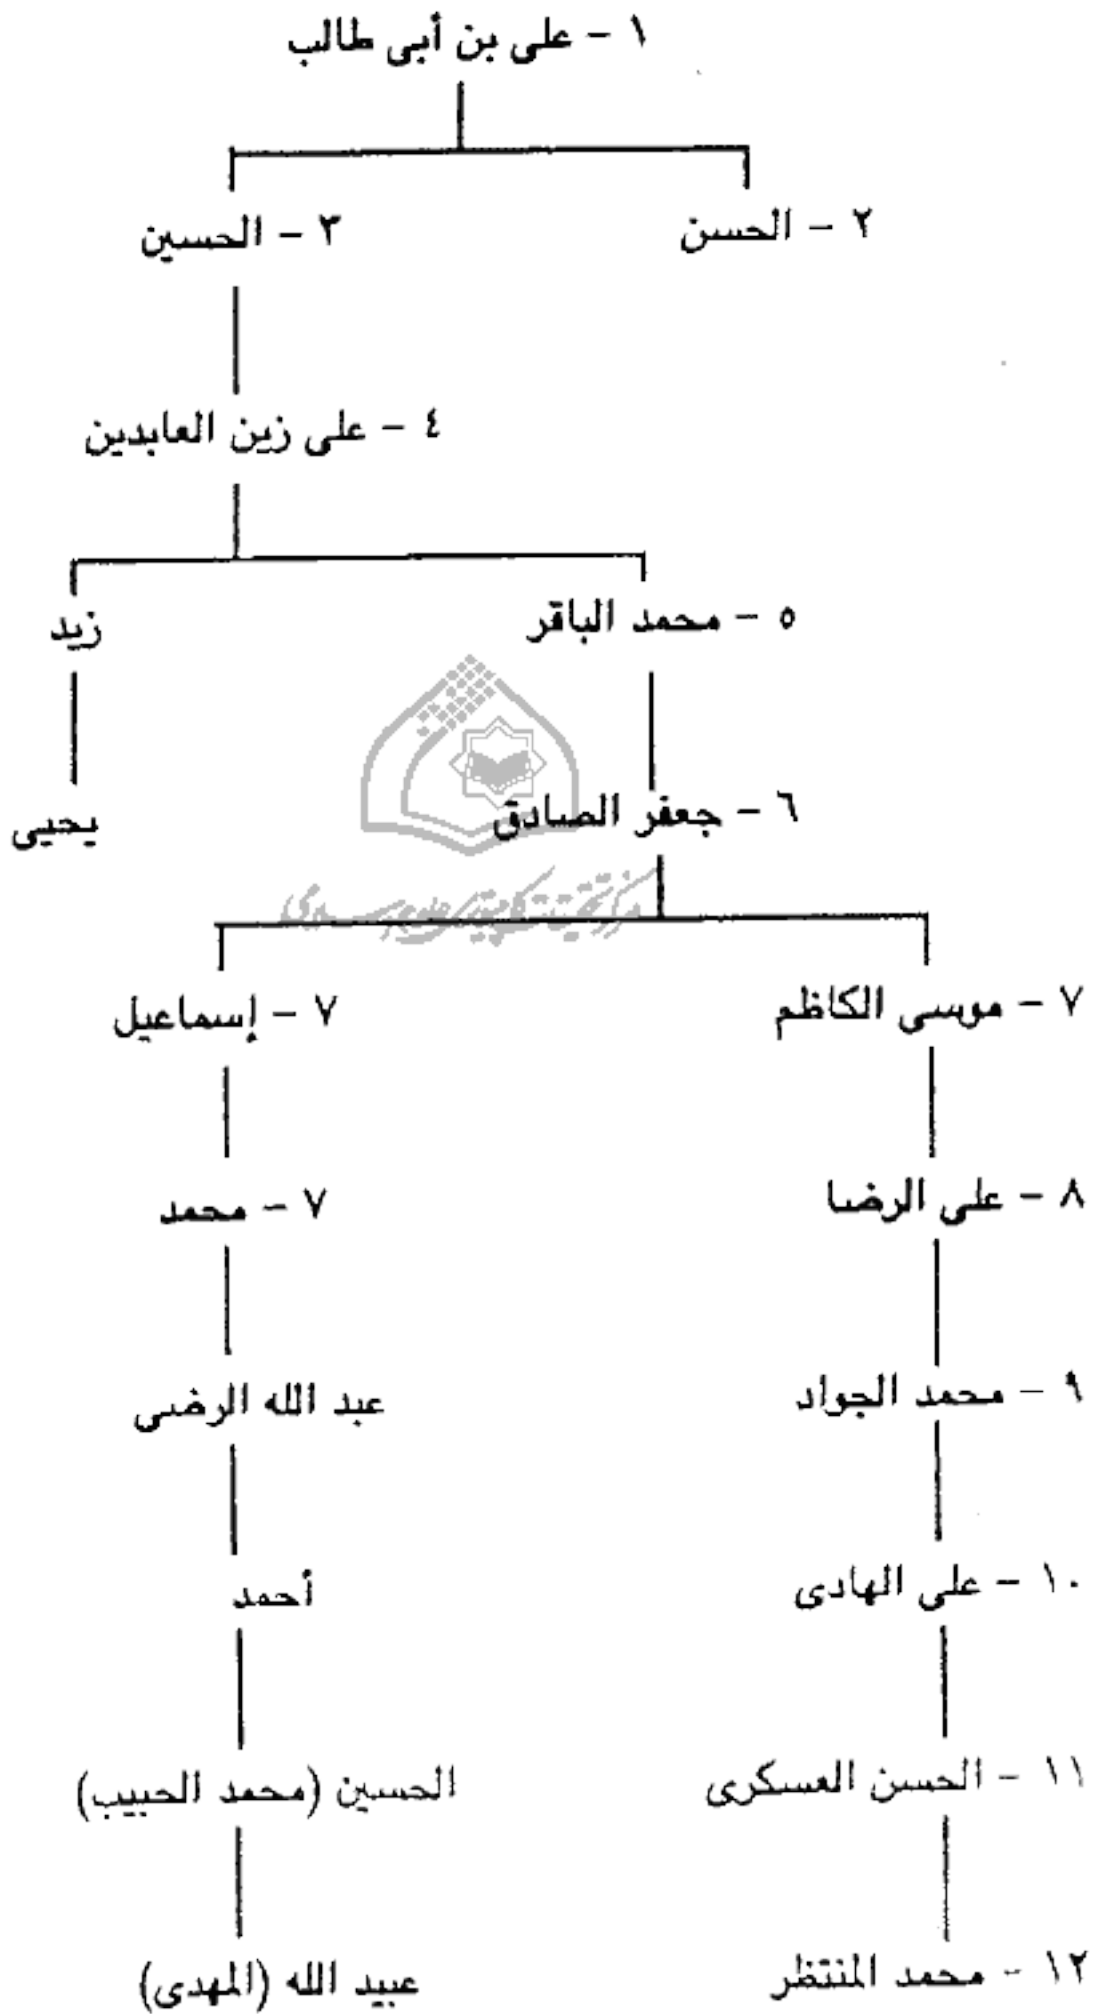 ١ - على بن أبى طالب
٢ - الحسن
٣ - الحسين
٤ - على زين العابدين
٥ - محمد الباقر
زيد
٦ - جعفر الصادق
يحيى
٧ - موسى الكاظم
٧ - إسماعيل
٨ - على الرضا
٧ - محمد
٩ - محمد الجواد
عبد الله الرضى
١٠ - على الهادى
أحمد
١١ - الحسن العسكرى
الحسين (محمد الحبيب)
١٢ - محمد المنتظر
عبيد الله (المهدى)